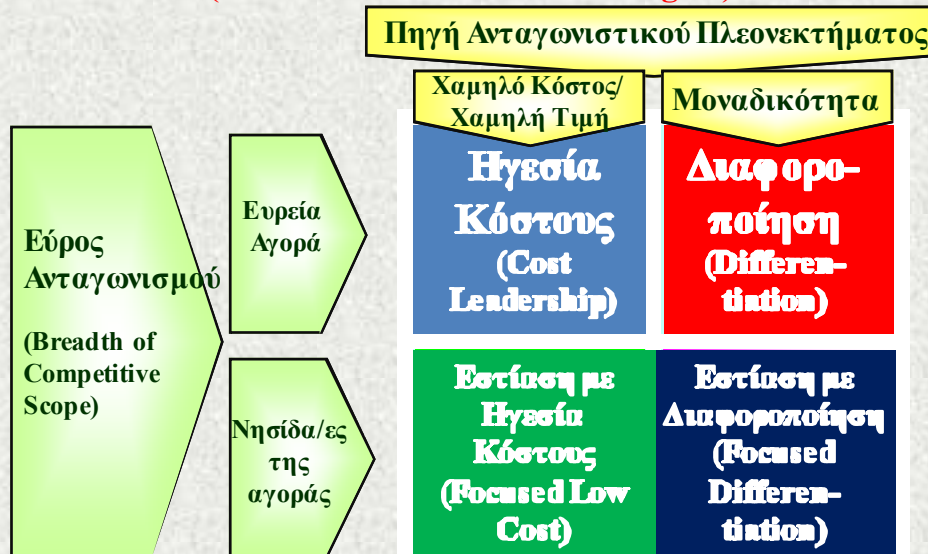 Πηγή Ανταγωνιστικού Πλεονεκτήματος
Χαμηλό Κόστος/
Χαμηλή Τιμή
Μοναδικότητα
Εύρος
Ανταγωνισμού
(Breadth of
Competitive
Scope)
Ευρεία
Αγορά
Ηγεσία
Κόστους
(Cost
Leadership)
Διαφορο-
ποίηση
(Differen-
tiation)
Νησίδα/ες
της
αγοράς
Εστίαση με
Ηγεσία
Κόστους
(Focused Low
Cost)
Εστίαση με
Διαφοροποίηση
(Focused
Differen-
tiation)